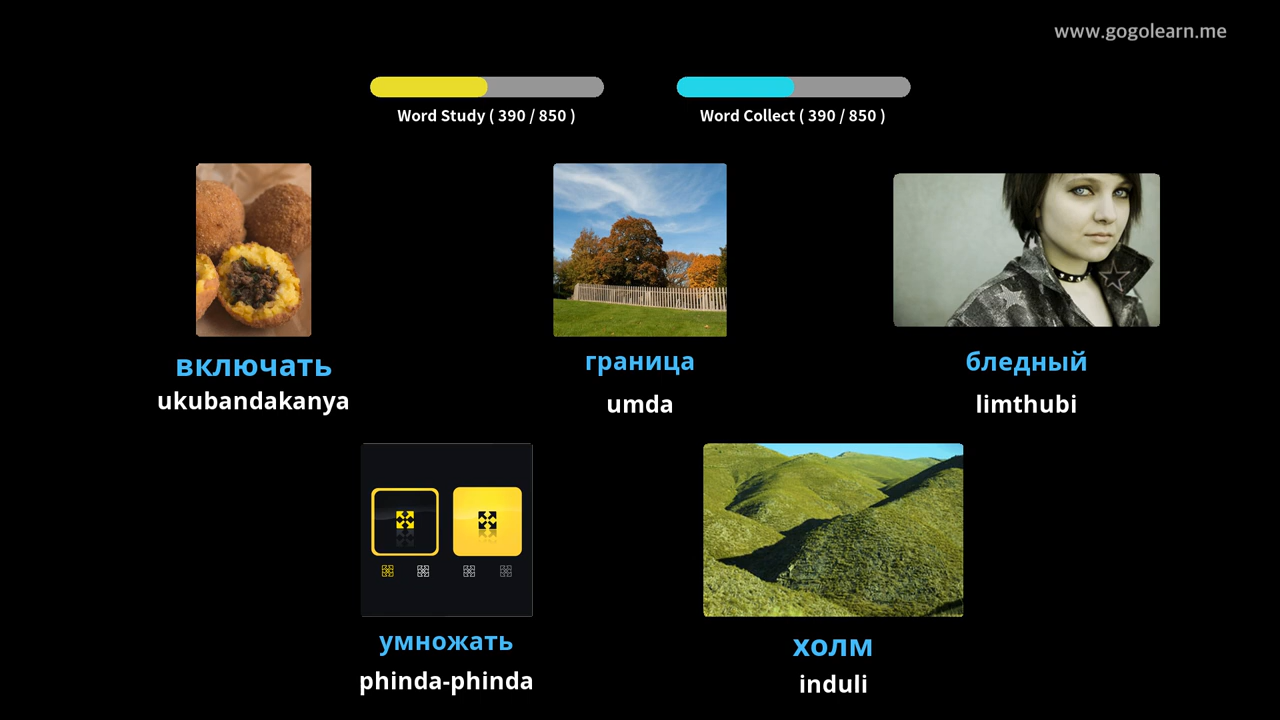 www.gogolearn.me
Word Study ( 390 / 850 )
Word Collect ( 390 / 850 )
включать
ukubandakanya
граница
umda
бледный
limthubi
умножать
phinda-phinda
холм
induli